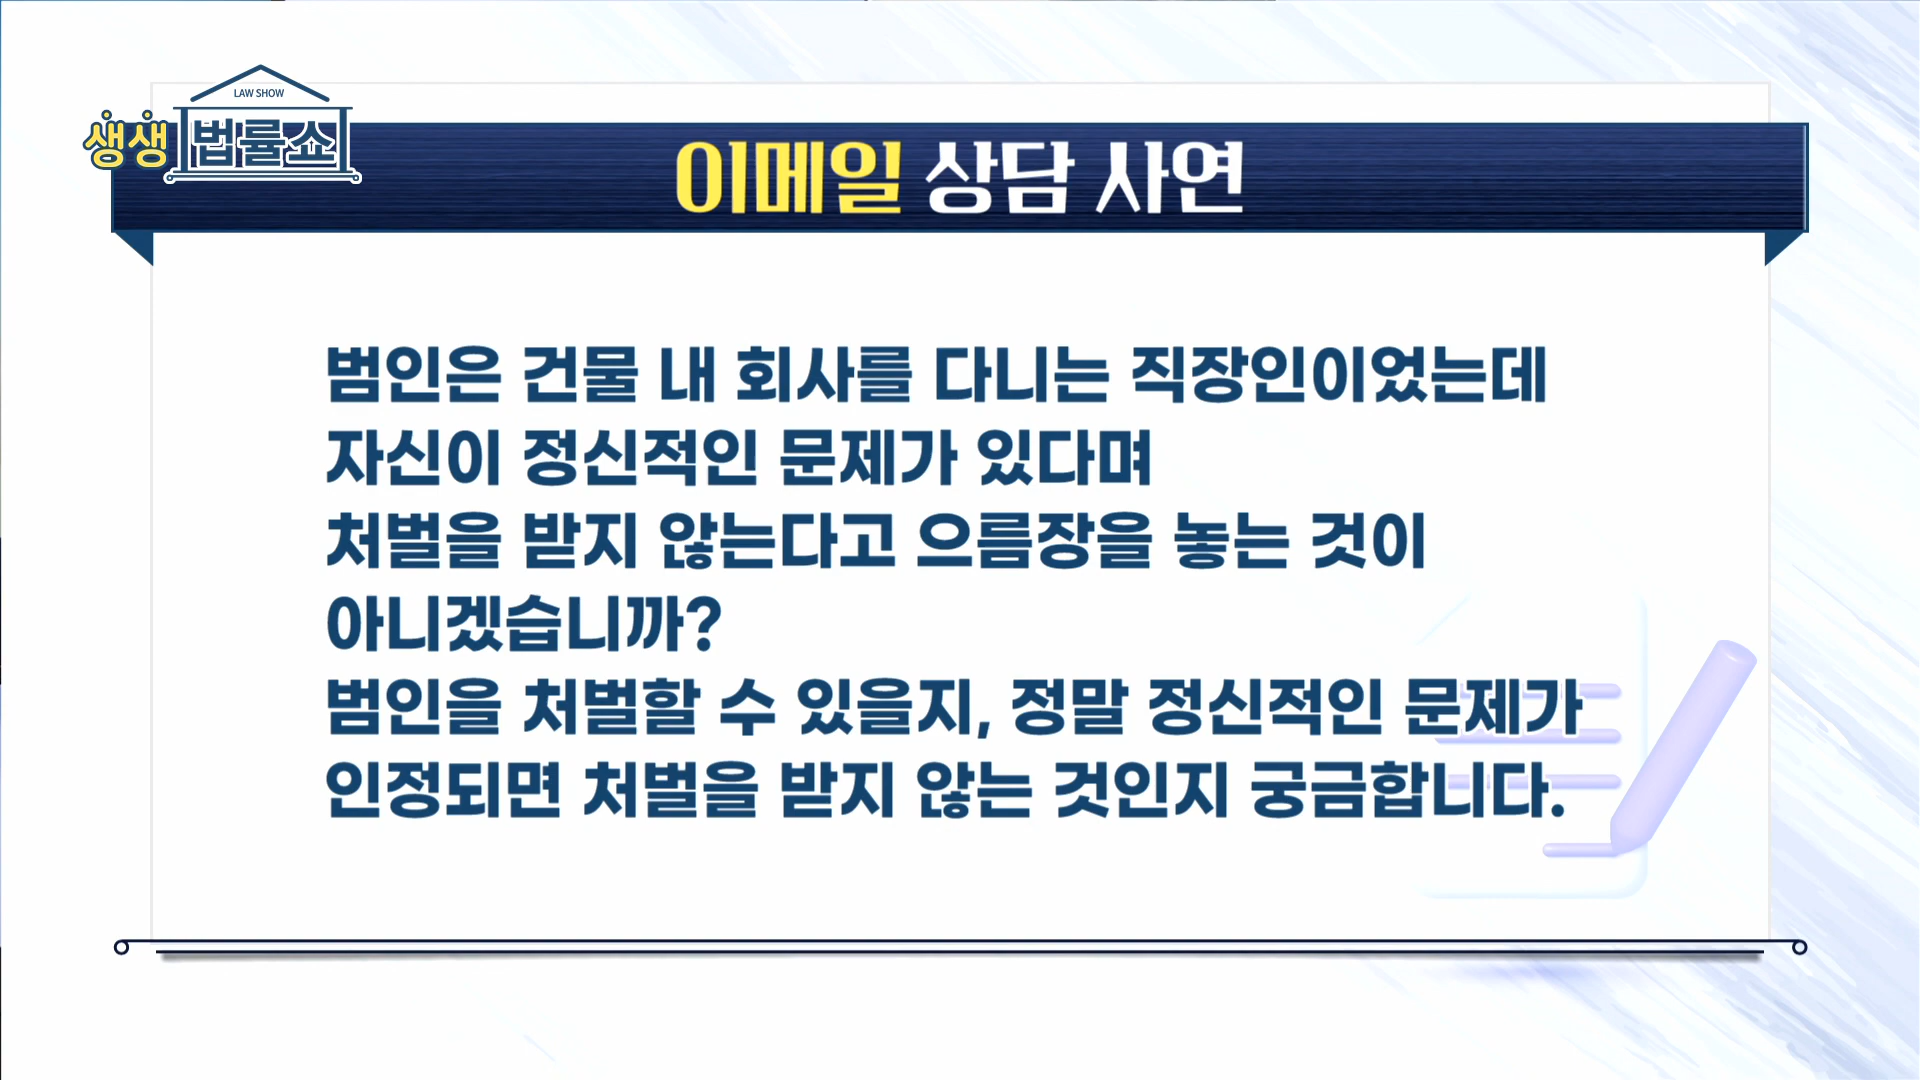 LAW SHOW
생생 법률쇼
이메일 상담 사연
범인은 건물 내 회사를 다니는 직장인이었는데
자신이 정신적인 문제가 있다며
처벌을 받지 않는다고 으름장을 놓는 것이
아니겠습니까?
범인을 처벌할 수 있을지, 정말 정신적인 문제가
인정되면 처벌을 받지 않는 것인지 궁금합니다.